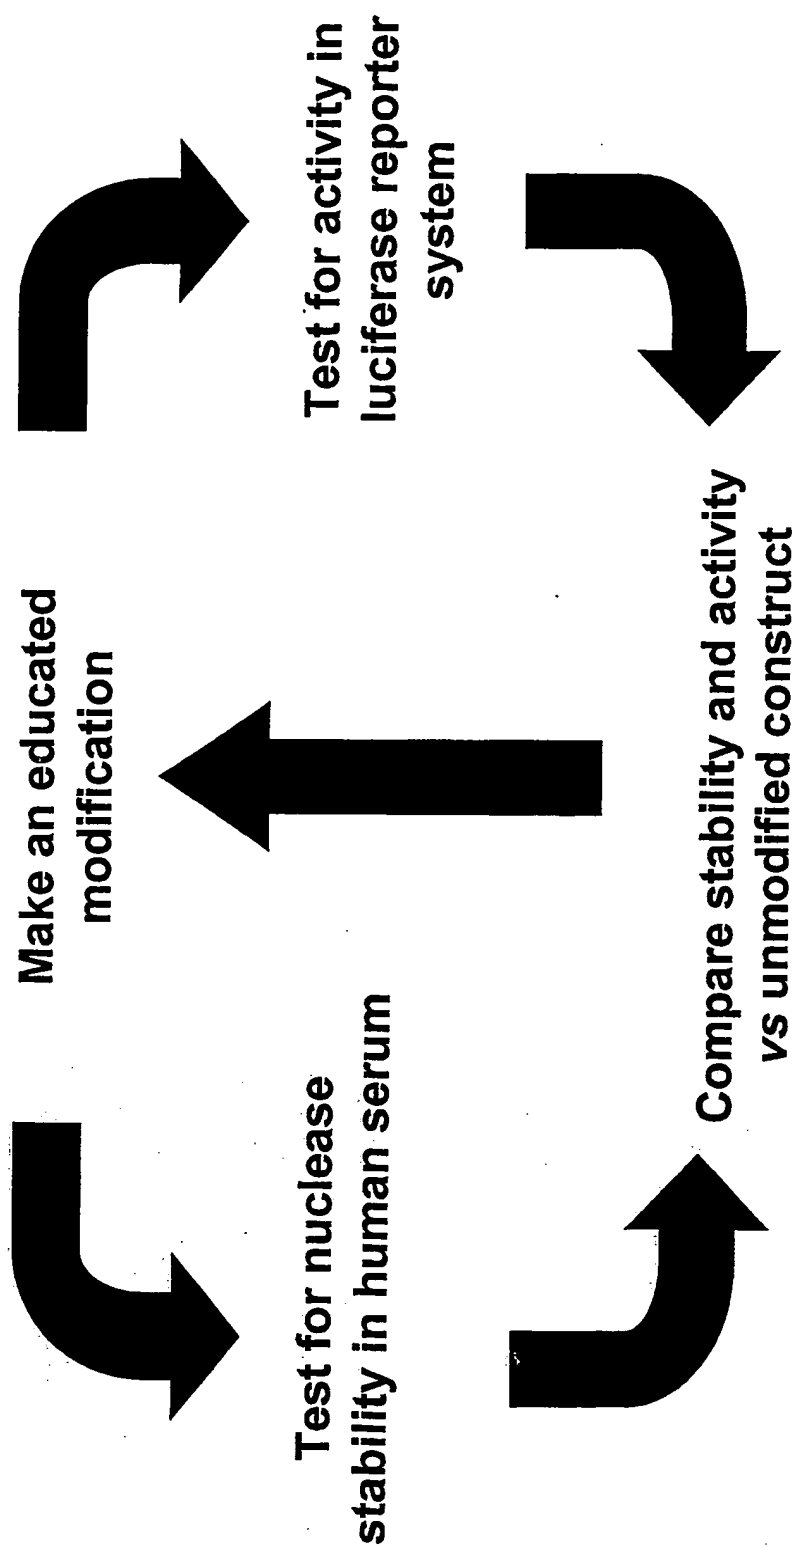 Make an educated
modification
Test for nuclease
stability in human serum
Test for activity in
luciferase reporter
system
Compare stability and activity
vs unmodified construct